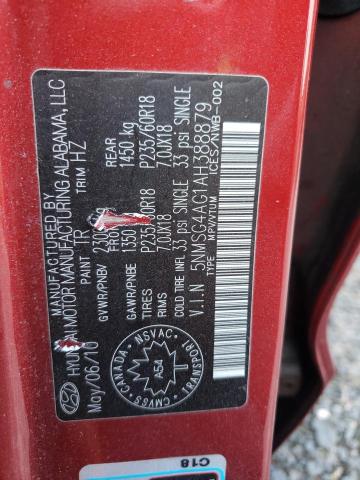 MANUFACTURED BY
HYUNDAI MOTOR MANUFACTURING ALABAMA, LLC
May/06/10 PAINT TR TRIM HZ
GVWR/PNBV
REAR
GAWR/PNBE 1450 kg
TIRES P235/60R18 P235/60R18
RIMS 7.0JX18 7.0JX18
COLD TIRE INFL 33 psi SINGLE 33 psi SINGLE
V.I.N 5NMSG4AG1AH388879
TYPE MPV/VTUM ICES/NMB-002
NSVAC
CANADA
TRANSPORT
CMVSS
A54
T
C18